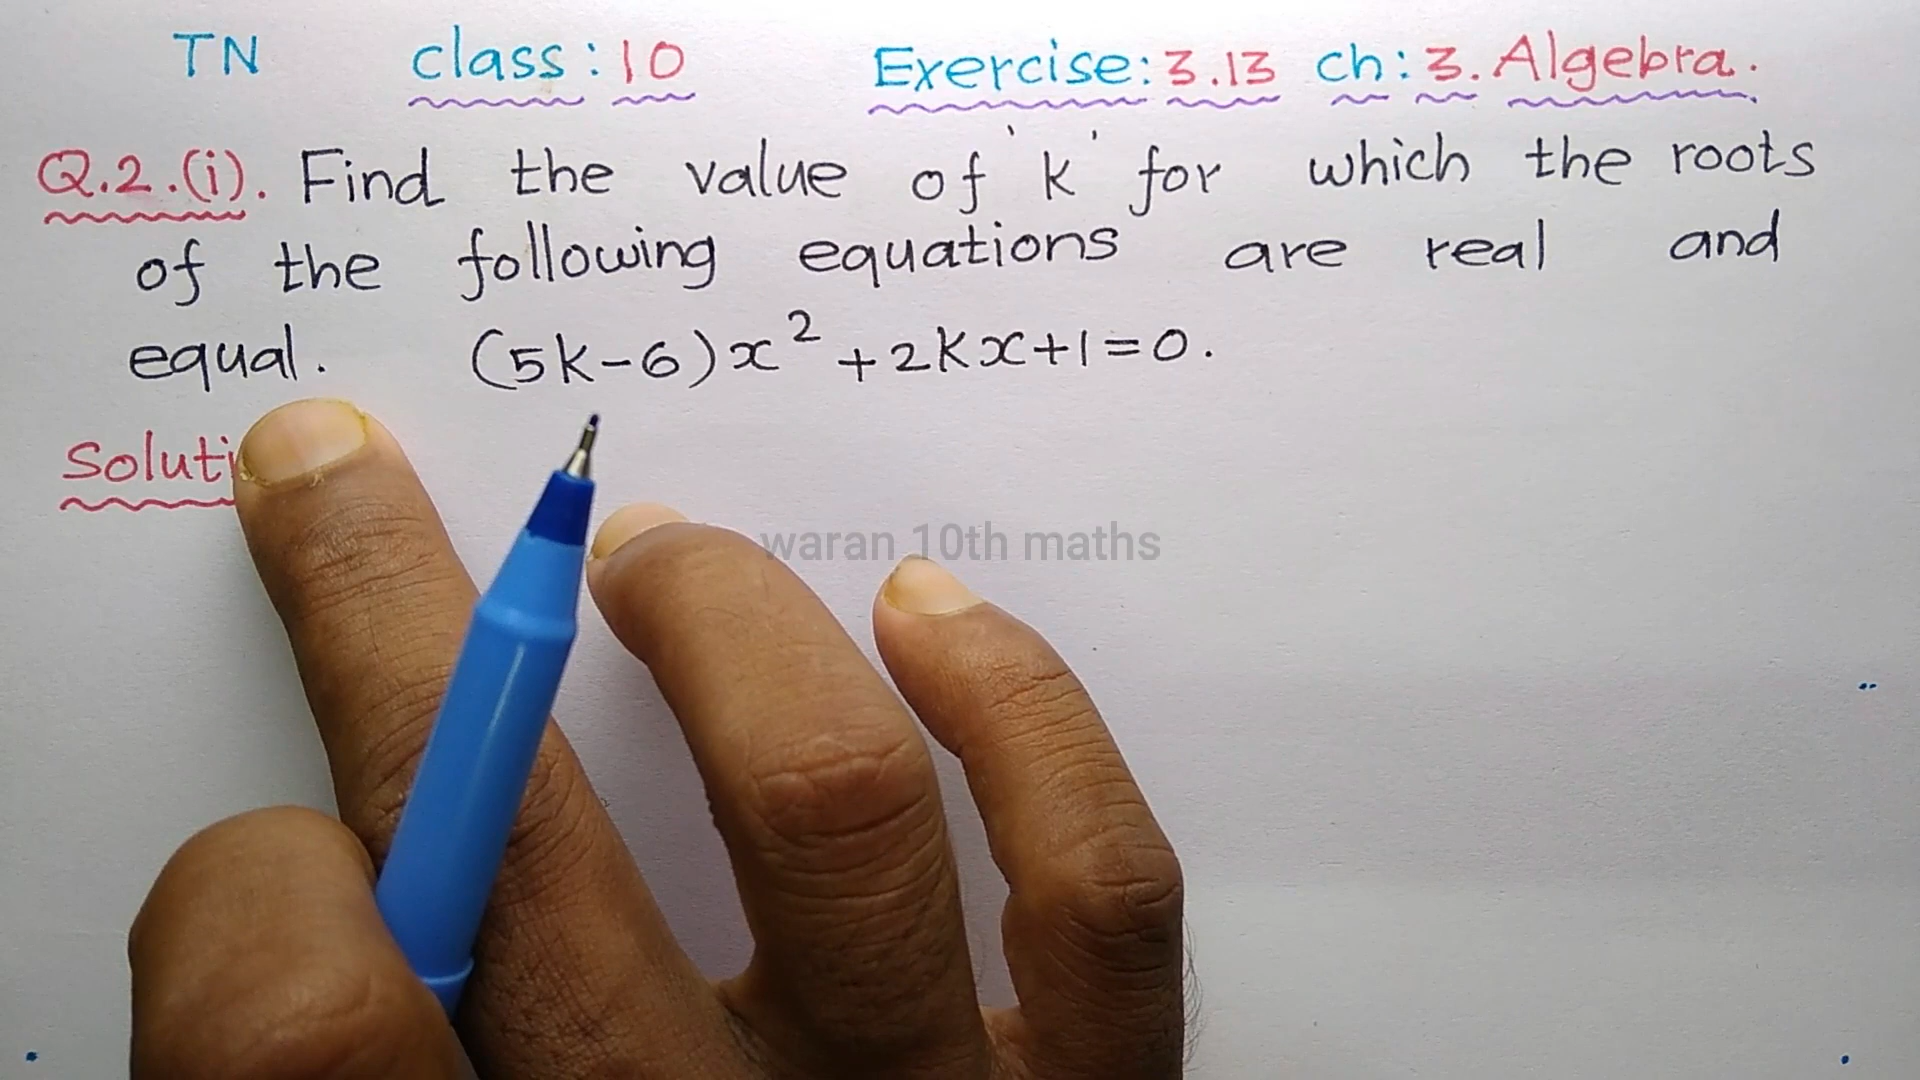 TN class: 10 Exercise: 3.13 ch: 3. Algebra.
Q.2.(i). Find the value of 'k' for which the roots
of the following equations are real and
equal. (5k-6)x² + 2kx+1=0.
Soluti
waran 10th maths